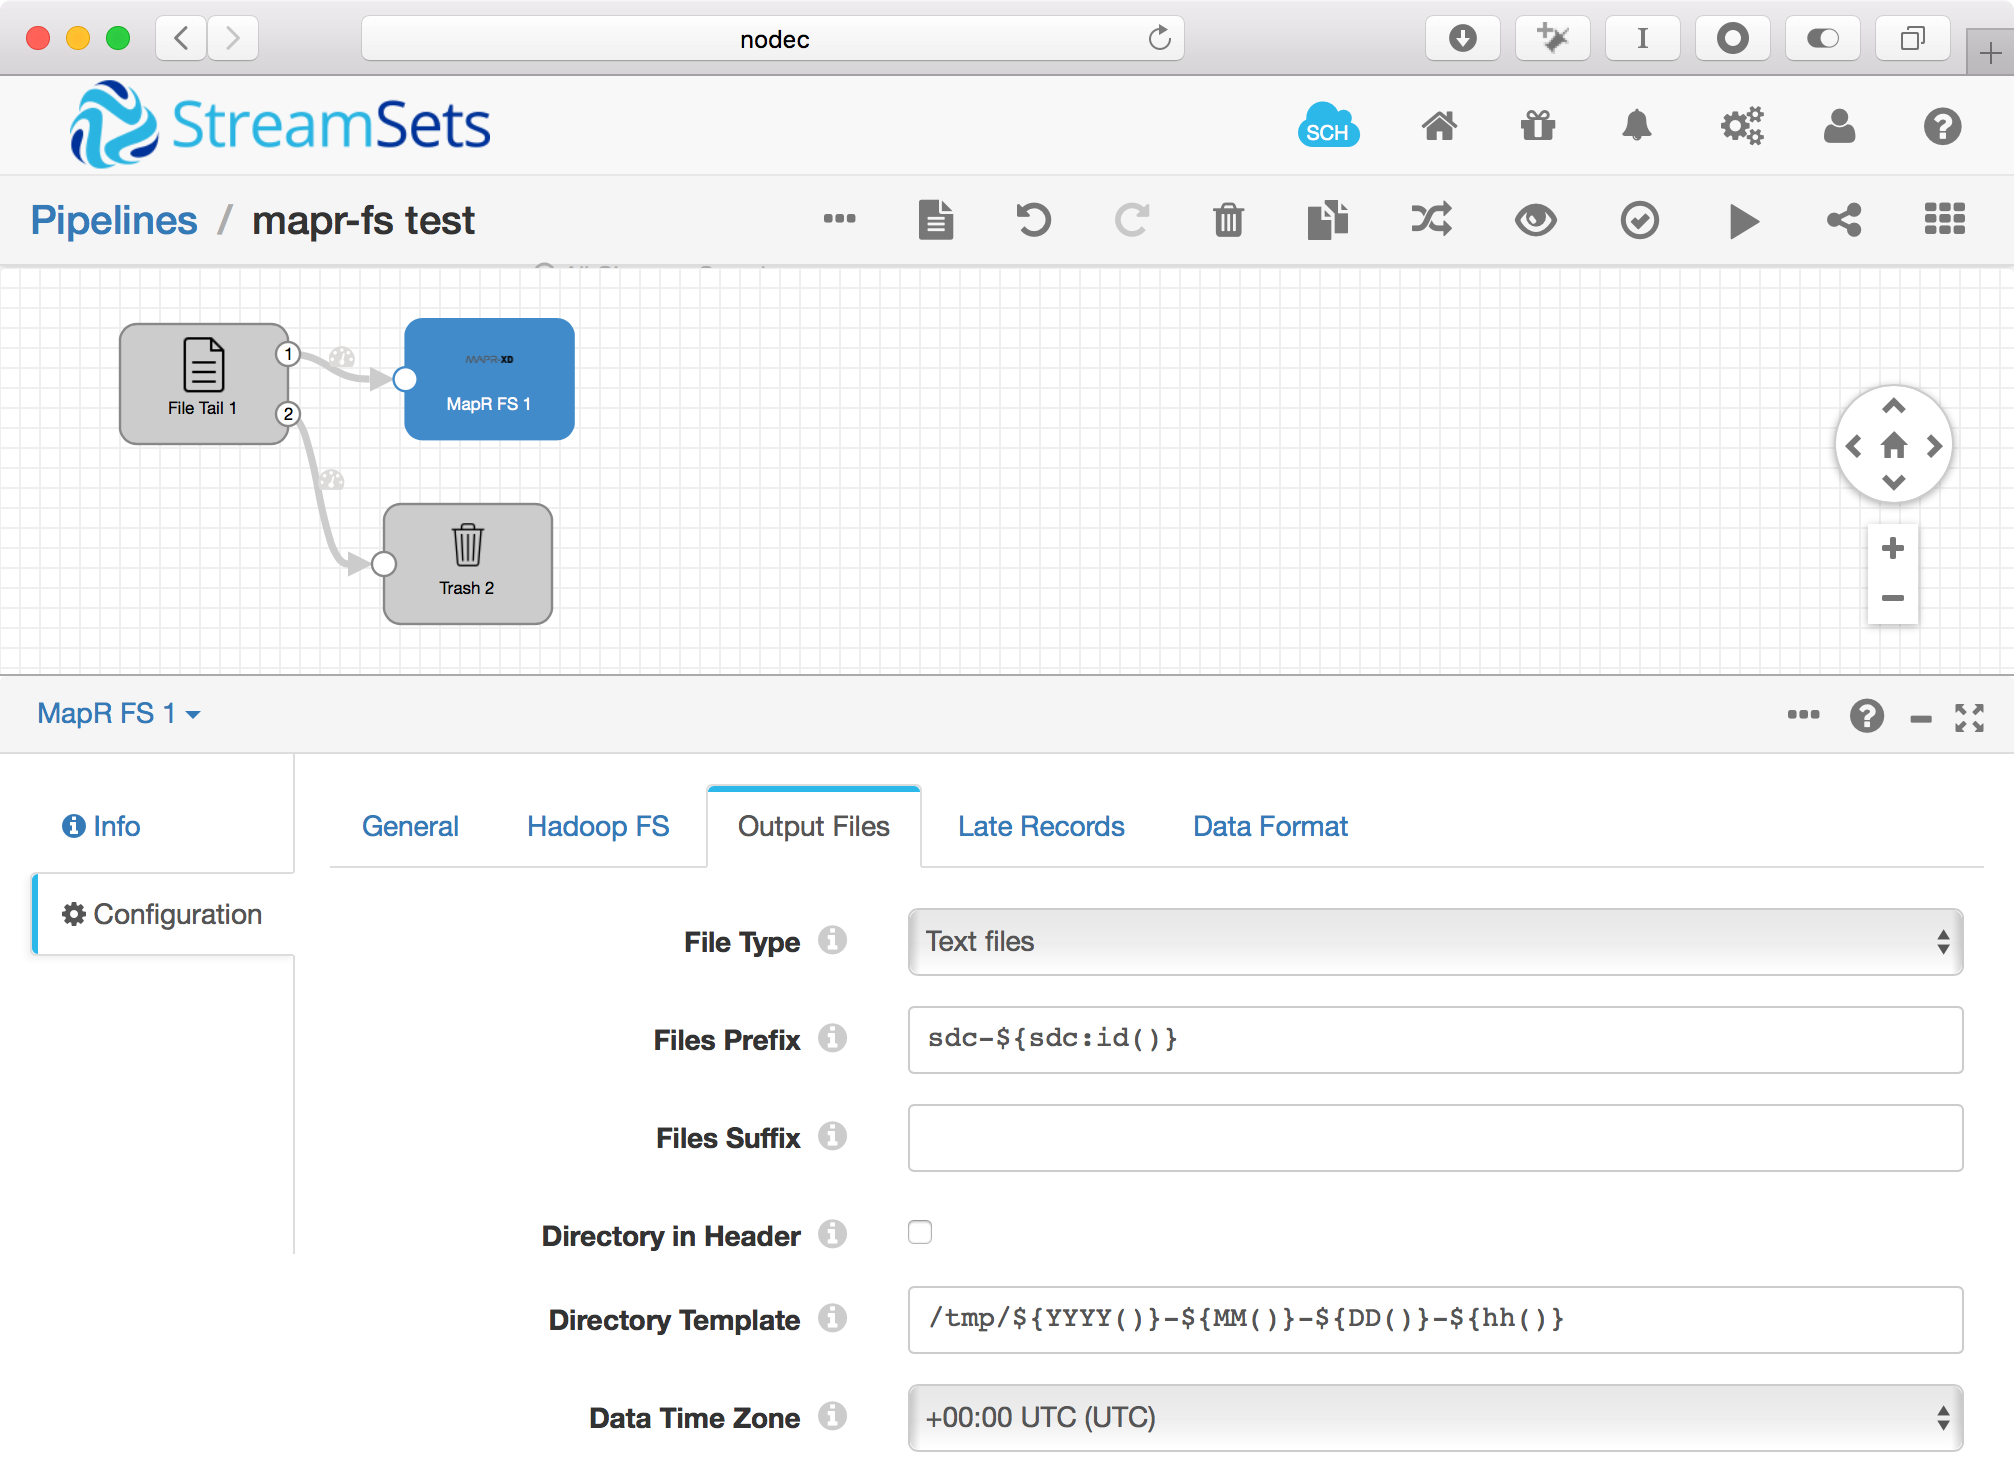 nodec
StreamSets
SCH
Pipelines / mapr-fs test
1
2
File Tail 1
MAPR-XD
MapR FS 1
Trash 2
MapR FS 1
Info
Configuration
General
Hadoop FS
Output Files
Late Records
Data Format
File Type
Text files
Files Prefix
sdc-${sdc:id()}
Files Suffix
Directory in Header
Directory Template
/tmp/${YYYY()}-${MM()}-${DD()}-${hh()}
Data Time Zone
+00:00 UTC (UTC)